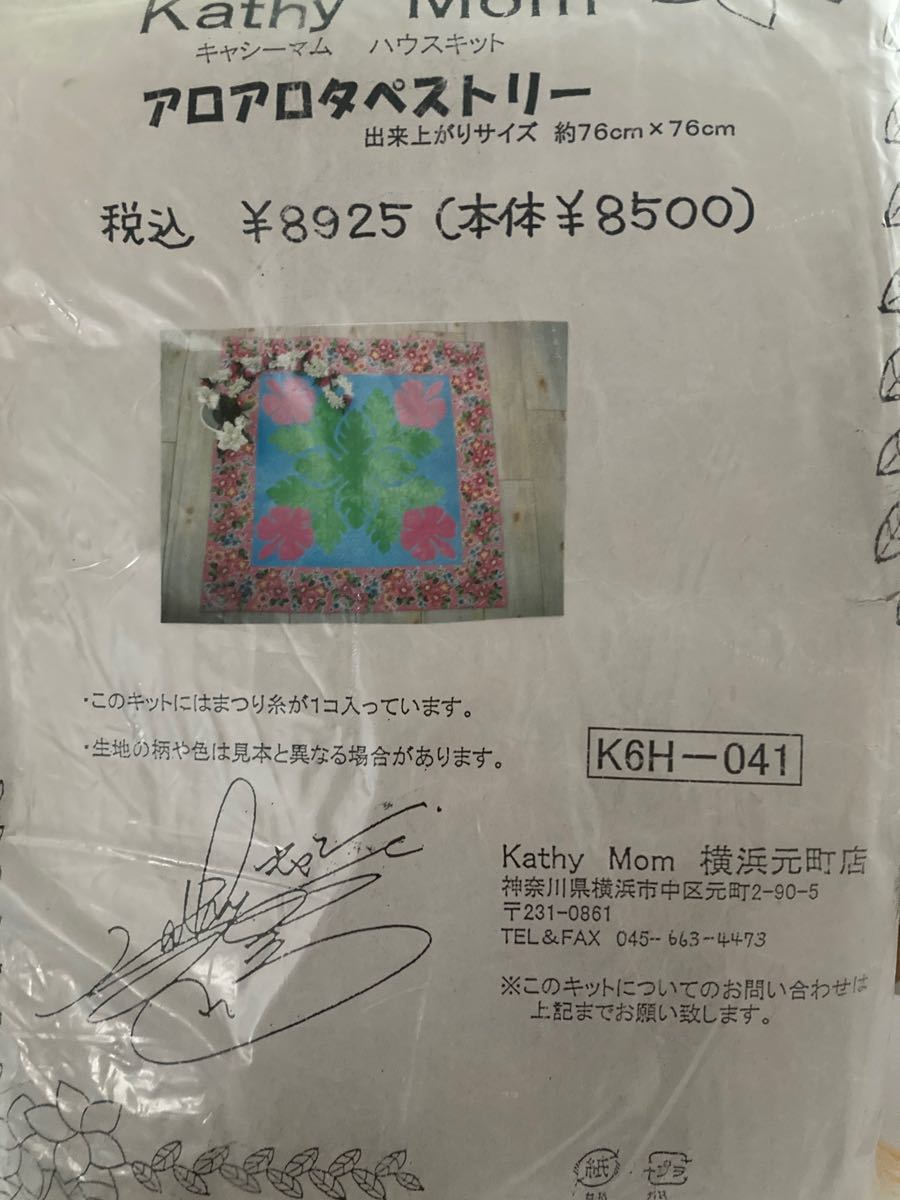 Kathy Mom
キャシーマム ハウスキット
アロアロタペストリー
出来上がりサイズ 約76cm×76cm
税込 ¥8925(本体¥8500)
・このキットにはまつり糸が1コ入っています。
・生地の柄や色は見本と異なる場合があります。
K6H-041
Kathy Mom 横浜元町店
神奈川県横浜市中区元町2-90-5
〒231-0861
TEL&FAX 045-663-4473
※このキットについてのお問い合わせは
上記までお願い致します。
紙 プラ